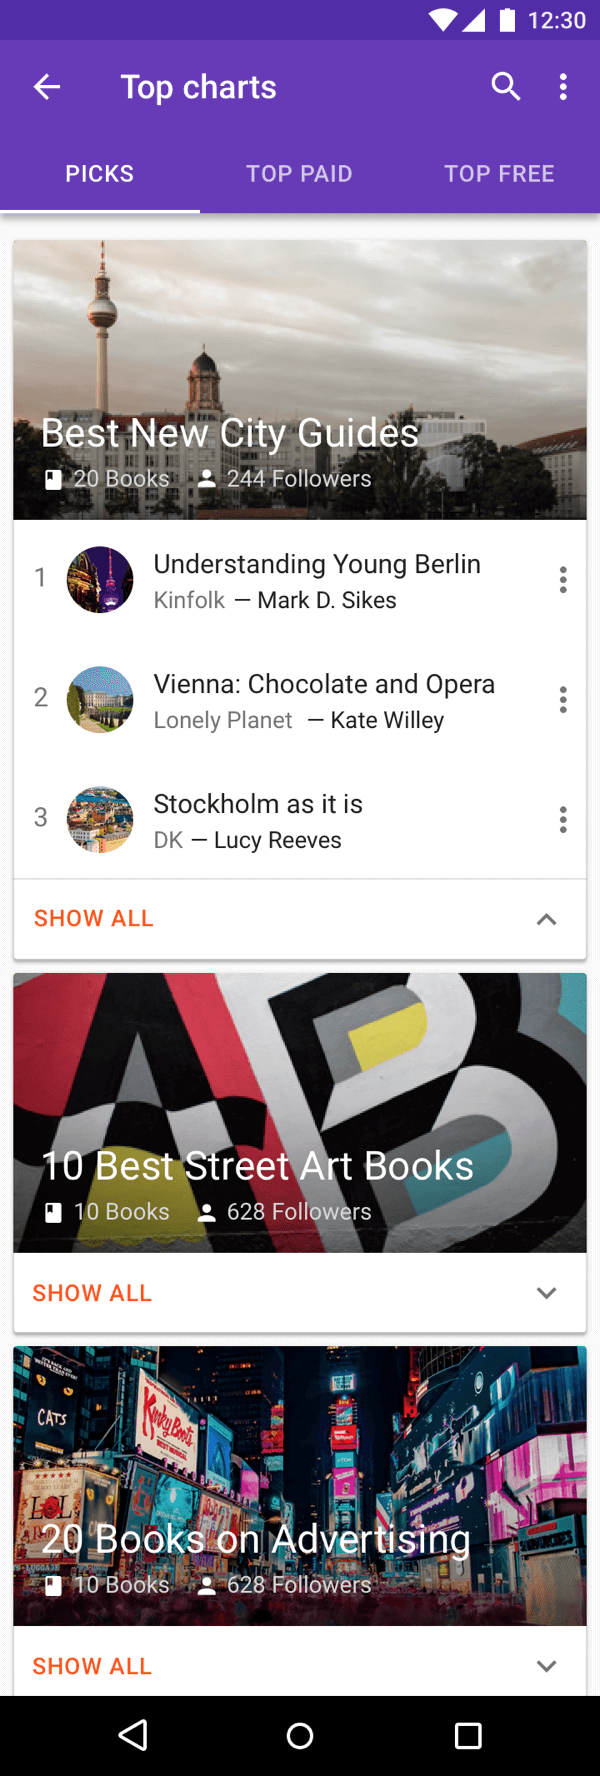 12:30
Top charts
PICKS TOP PAID TOP FREE
Best New City Guides
20 Books 244 Followers
1 Understanding Young Berlin
Kinfolk — Mark D. Sikes
2 Vienna: Chocolate and Opera
Lonely Planet — Kate Willey
3 Stockholm as it is
DK — Lucy Reeves
SHOW ALL
10 Best Street Art Books
10 Books 628 Followers
SHOW ALL
CATS
Kinky Boots
20 Books on Advertising
10 Books 628 Followers
SHOW ALL